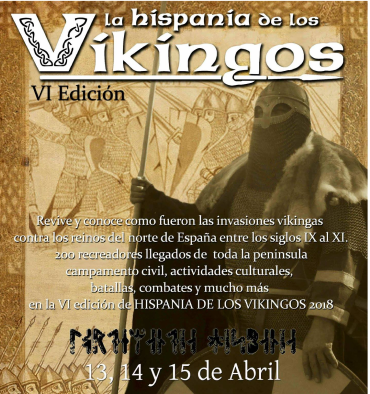 la hispania de los
Vikingos
VI Edición
Revive y conoce como fueron las invasiones vikingas
contra los reinos del norte de España entre los siglos IX al XI.
200 recreadores llegados de toda la peninsula
campamento civil, actividades culturales,
batallas, combates y mucho más
en la VI edición de HISPANIA DE LOS VIKINGOS 2018
13, 14 y 15 de Abril